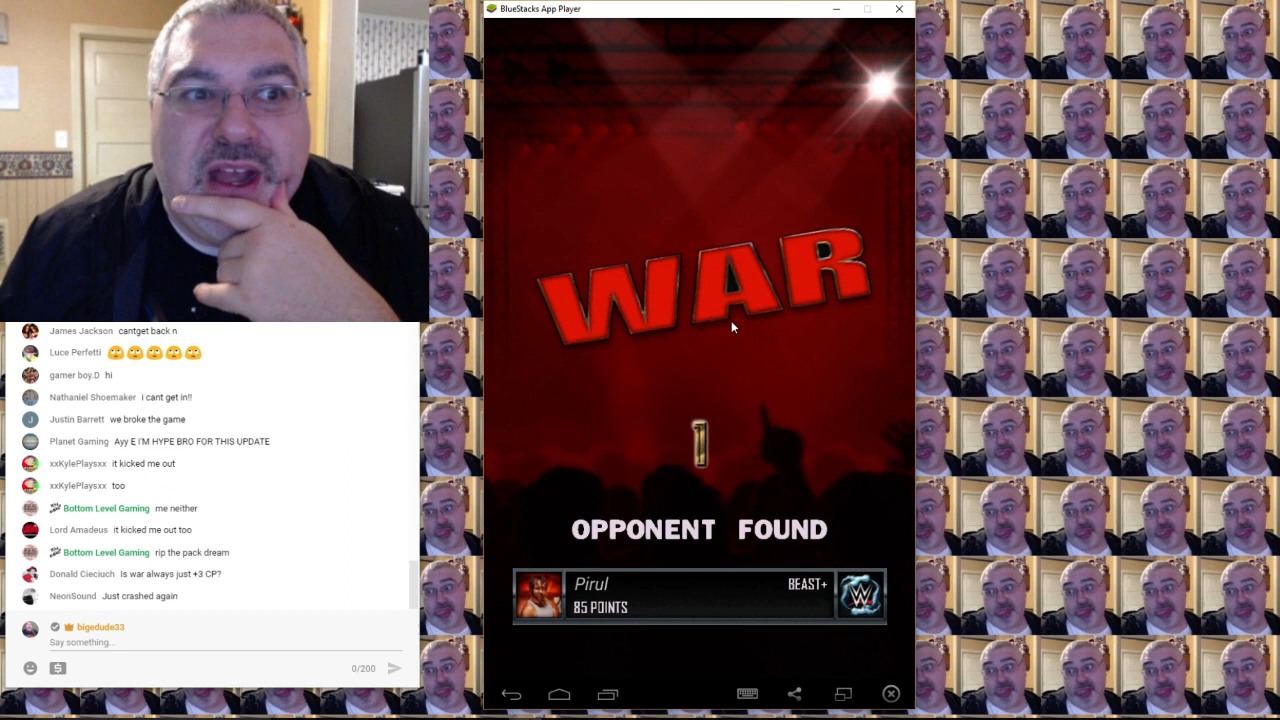 BlueStacks App Player
WAR
1
OPPONENT FOUND
Pirul
BEAST+
85 POINTS
W
James Jackson cantget back n
Luce Perfetti 🙄🙄🙄🙄🙄
gamer boy.D hi
Nathaniel Shoemaker i cant get in!!
J Justin Barrett we broke the game
Planet Gaming Ayy E I'M HYPE BRO FOR THIS UPDATE
xxKylePlaysxx it kicked me out
xxKylePlaysxx too
Bottom Level Gaming me neither
Lord Amadeus it kicked me out too
Bottom Level Gaming rip the pack dream
Donald Cieciuch Is war always just +3 CP?
NeonSound Just crashed again
bigedude33
Say something...
0/200